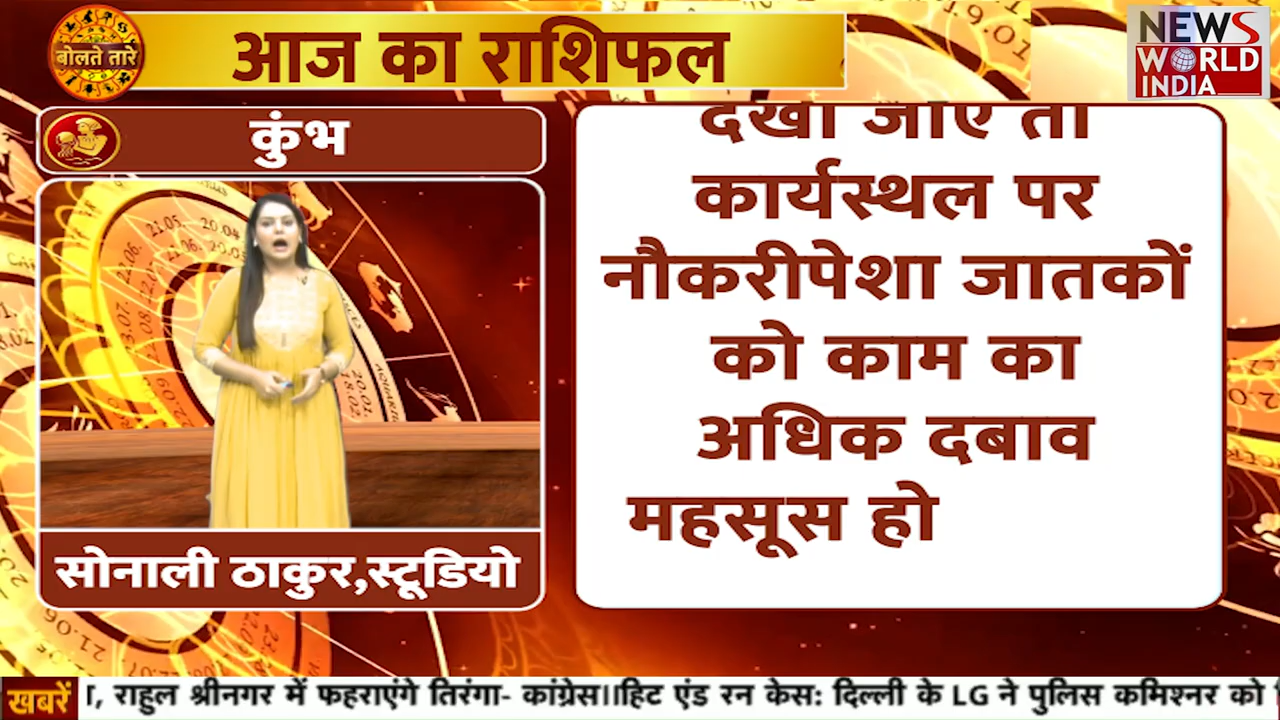 बोलते तारे
आज का राशिफल
NEWS
WORLD
INDIA
कुंभ
देखा जाए तो
कार्यस्थल पर
नौकरीपेशा जातकों
को काम का
अधिक दबाव
महसूस हो
सोनाली ठाकुर,स्टूडियो
खबरें
राहुल श्रीनगर में फहराएंगे तिरंगा- कांग्रेस।।हिट एंड रन केस: दिल्ली के LG ने पुलिस कमिश्नर को